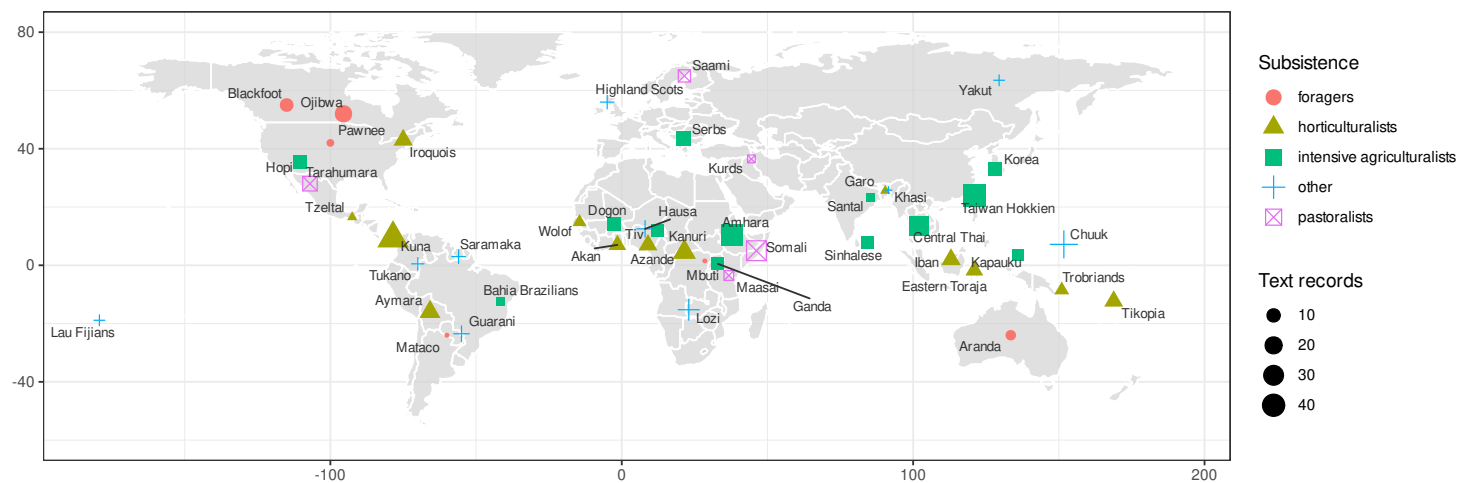 80
40
0
-40
-100
0
100
200
Saami
Highland Scots
Yakut
Blackfoot
Ojibwa
Pawnee
Iroquois
Serbs
Kurds
Korea
Hopi
Tarahumara
Tzeltal
Garo
Khasi
Santal
Taiwan Hokkien
Dogon
Hausa
Wolof
Tiv
Kanuri
Amhara
Akan
Azande
Somali
Sinhalese
Central Thai
Chuuk
Kuna
Saramaka
Tukano
Mbuti
Maasai
Ganda
Iban
Kapauku
Eastern Toraja
Trobriands
Tikopia
Aymara
Bahia Brazilians
Guarani
Mataco
Lozi
Lau Fijians
Aranda
Subsistence
foragers
horticulturalists
intensive agriculturalists
other
pastoralists
Text records
10
20
30
40